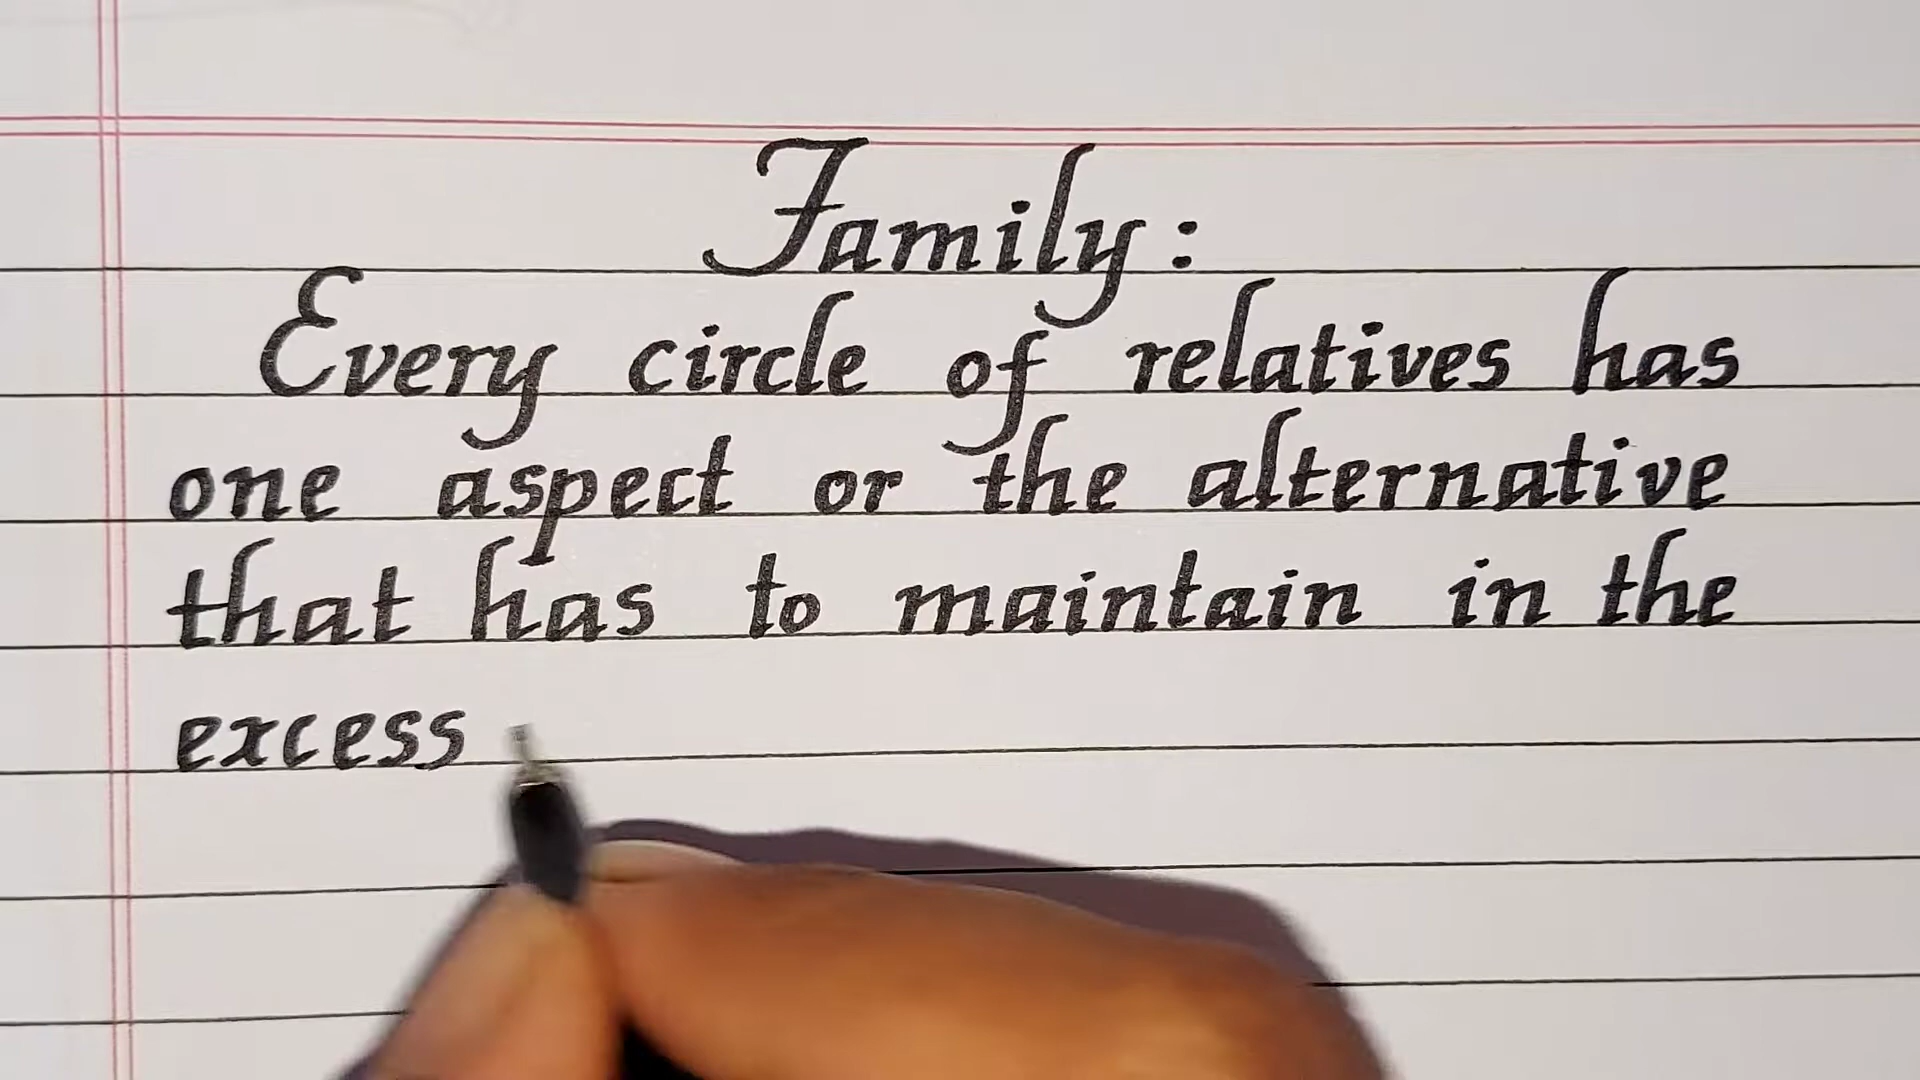 Family:
Every circle of relatives has
one aspect or the alternative
that has to maintain in the
excess